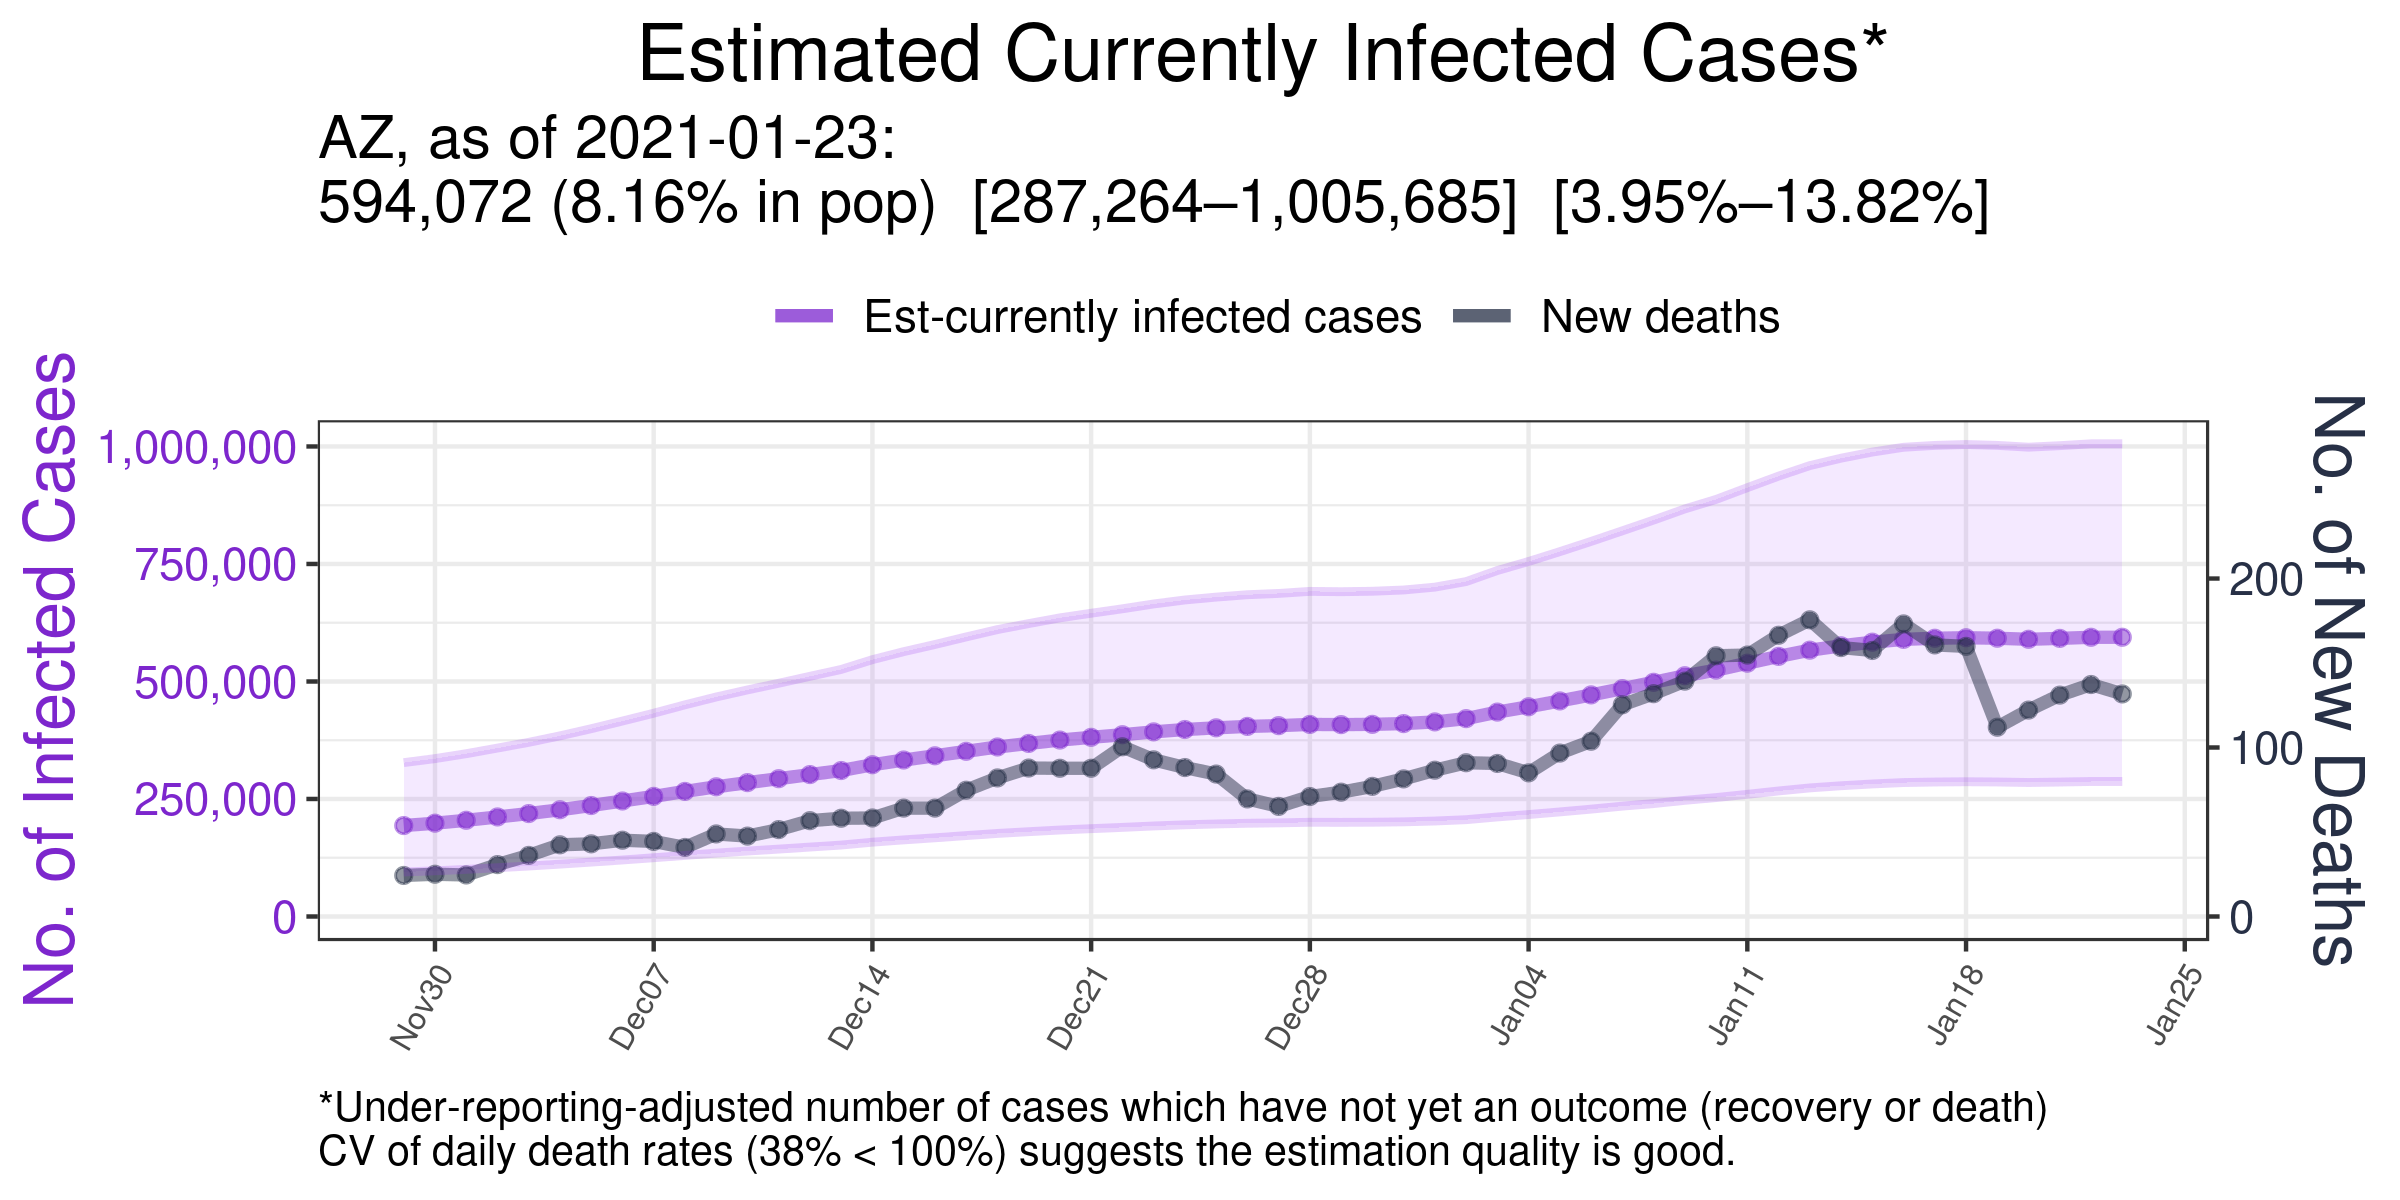 Estimated Currently Infected Cases*
AZ, as of 2021-01-23:
594,072 (8.16% in pop)  [287,264–1,005,685]  [3.95%–13.82%]
Est-currently infected cases
New deaths
No. of Infected Cases
1,000,000
750,000
500,000
250,000
0
No. of New Deaths
200
100
0
Nov30
Dec07
Dec14
Dec21
Dec28
Jan04
Jan11
Jan18
Jan25
*Under-reporting-adjusted number of cases which have not yet an outcome (recovery or death)
CV of daily death rates (38% < 100%) suggests the estimation quality is good.